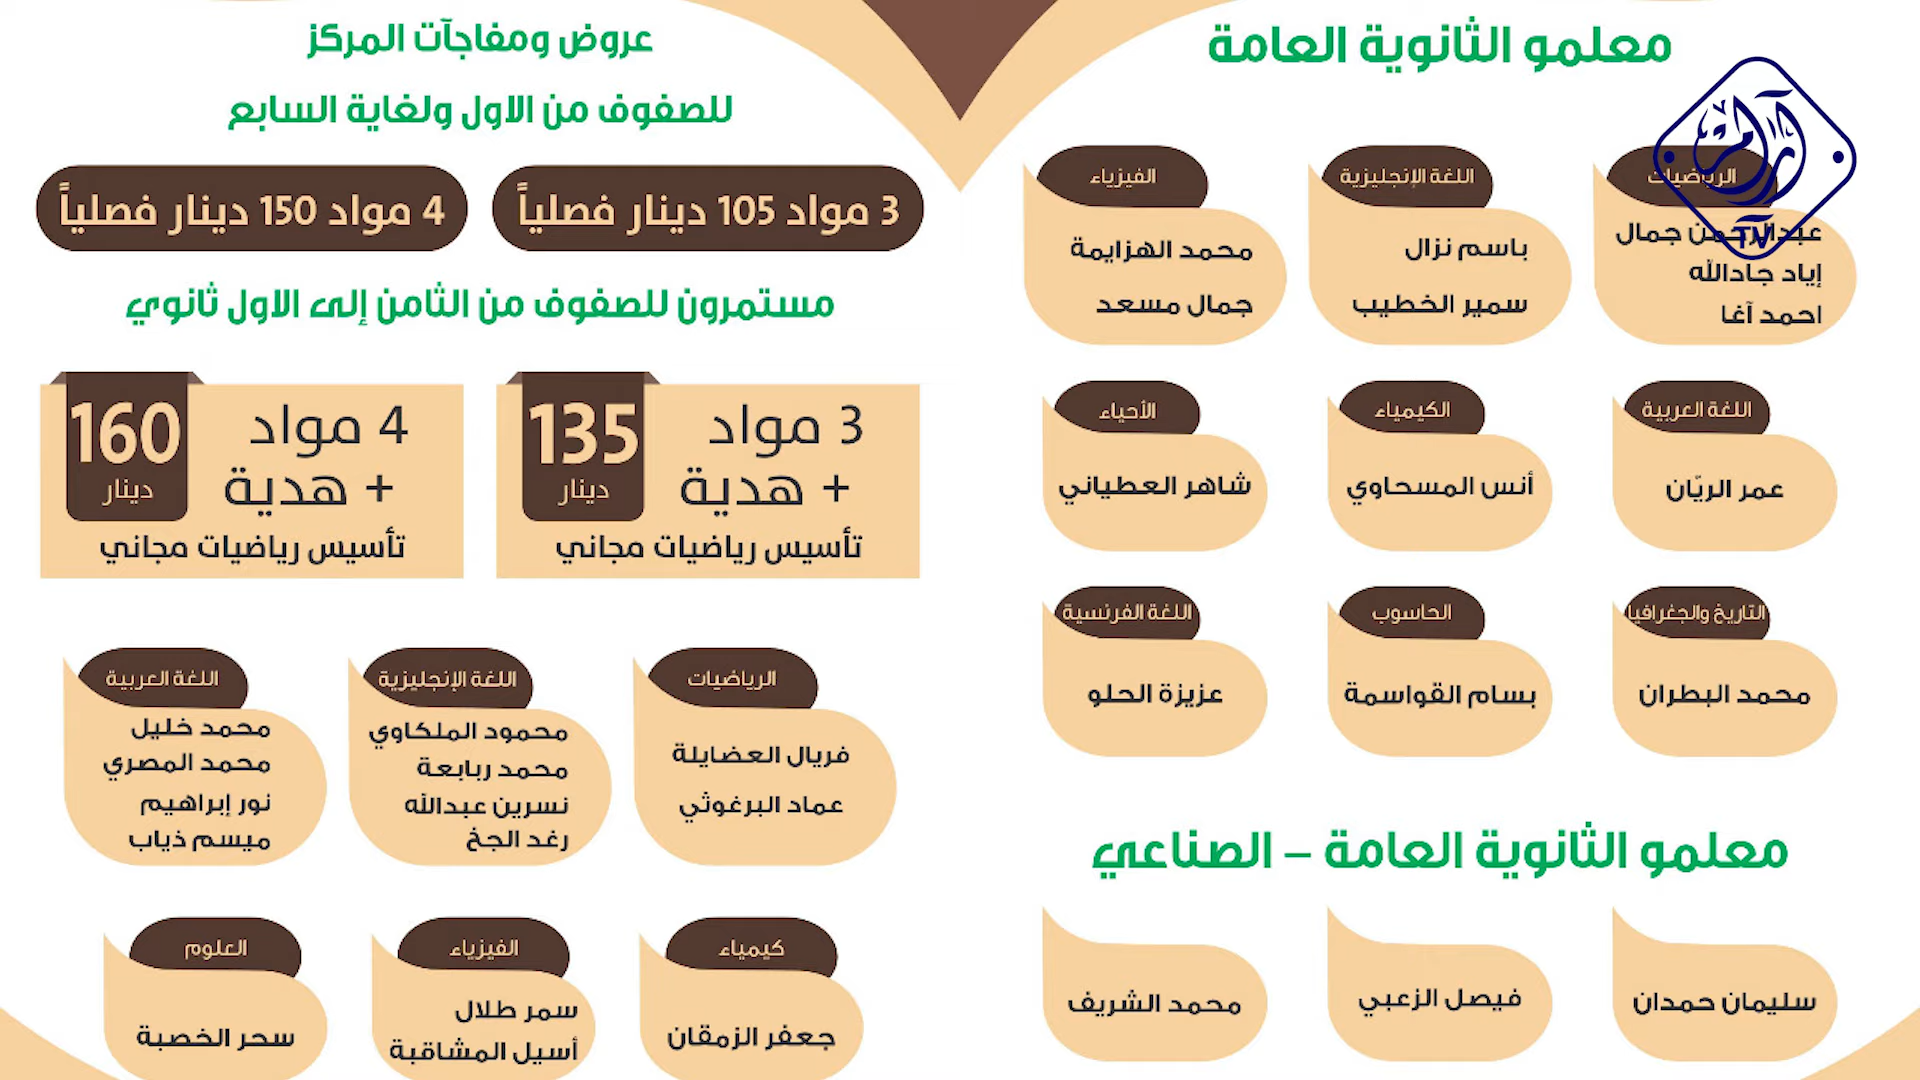 معلمو الثانوية العامة
الرياضيات
عبدالرحمن جمال
إياد جادالله
احمد آغا
اللغة الإنجليزية
باسم نزال
سمير الخطيب
الفيزياء
محمد الهزايمة
جمال مسعد
اللغة العربية
عمر الريّان
الكيمياء
أنس المسحاوي
الأحياء
شاهر العطياني
التاريخ والجغرافيا
محمد البطران
الحاسوب
بسام القواسمة
اللغة الفرنسية
عزيزة الحلو
معلمو الثانوية العامة – الصناعي
سليمان حمدان
فيصل الزعبي
محمد الشريف
عروض ومفاجآت المركز
للصفوف من الاول ولغاية السابع
3 مواد 105 دينار فصلياً
4 مواد 150 دينار فصلياً
مستمرون للصفوف من الثامن إلى الاول ثانوي
3 مواد
+ هدية
تأسيس رياضيات مجاني
135
دينار
4 مواد
+ هدية
تأسيس رياضيات مجاني
160
دينار
الرياضيات
فريال العضايلة
عماد البرغوثي
اللغة الإنجليزية
محمود الملكاوي
محمد ربابعة
نسرين عبدالله
رغد الجخ
اللغة العربية
محمد خليل
محمد المصري
نور إبراهيم
ميسم ذياب
كيمياء
جعفر الزمقان
الفيزياء
سمر طلال
أسيل المشاقبة
العلوم
سحر الخصبة
آرام
TV